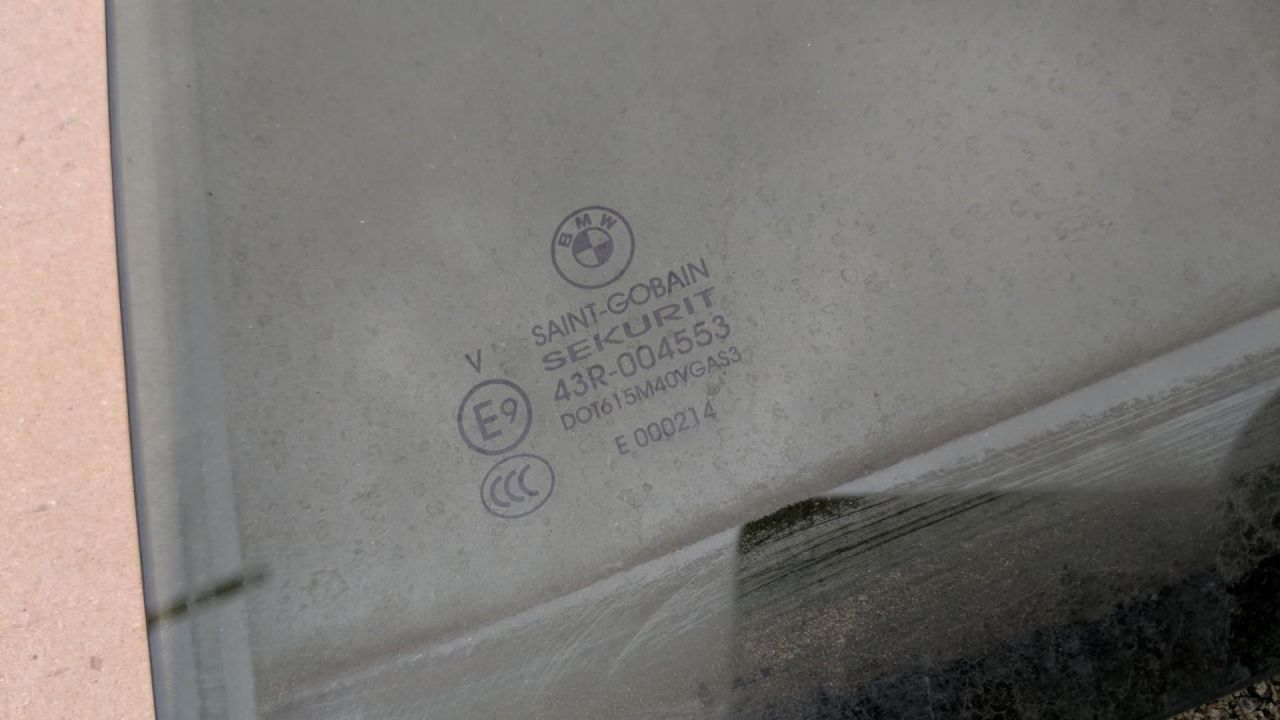 BMW
SAINT-GOBAIN
SEKURIT
V
43R-004553
E9
DOT615M40VGAS3
E 000214
CCC